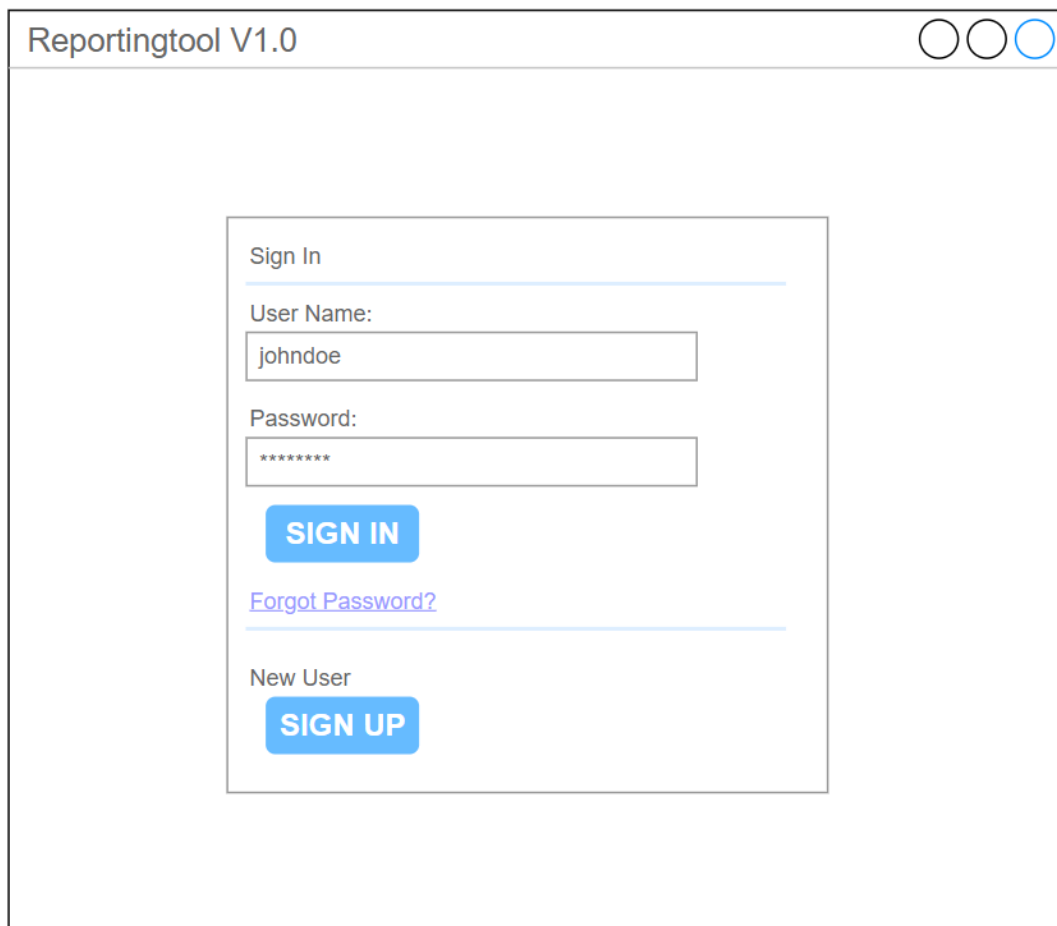 Reportingtool V1.0
Sign In
User Name:
johndoe
Password:
********
SIGN IN
Forgot Password?
New User
SIGN UP